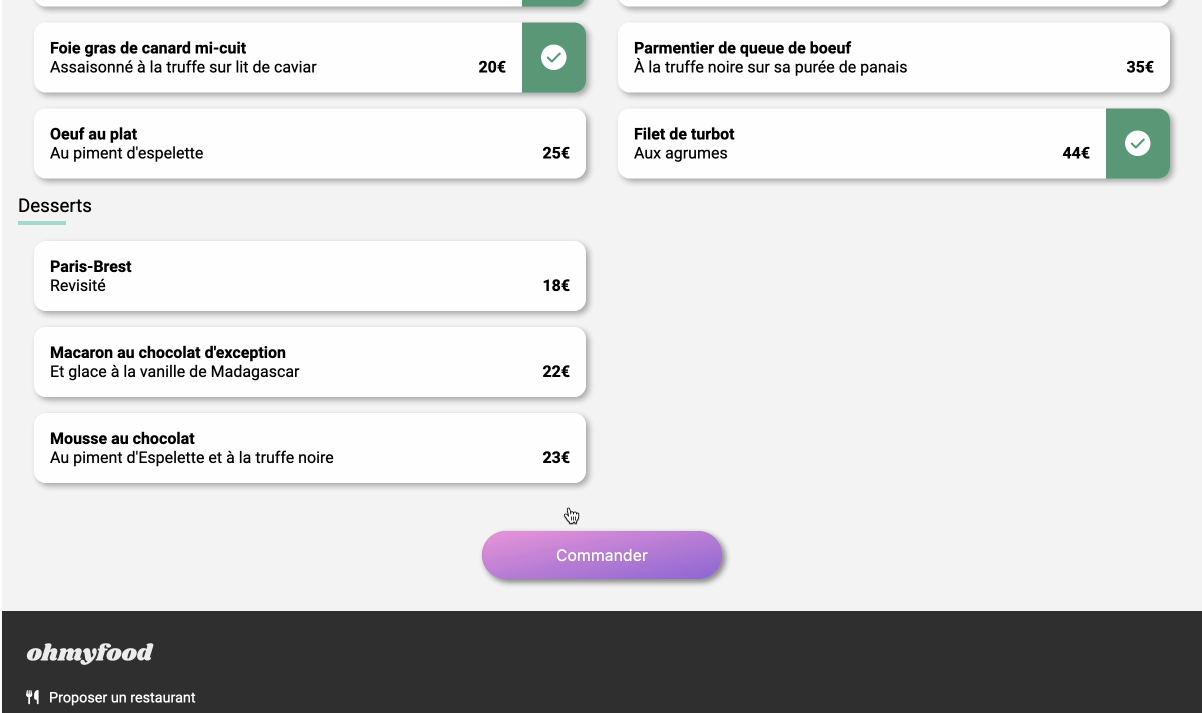 Foie gras de canard mi-cuit
Assaisonné à la truffe sur lit de caviar 20€
Oeuf au plat
Au piment d'espelette 25€
Parmentier de queue de boeuf
À la truffe noire sur sa purée de panais 35€
Filet de turbot
Aux agrumes 44€
Desserts
Paris-Brest
Revisité 18€
Macaron au chocolat d'exception
Et glace à la vanille de Madagascar 22€
Mousse au chocolat
Au piment d'Espelette et à la truffe noire 23€
Commander
ohmyfood
Proposer un restaurant